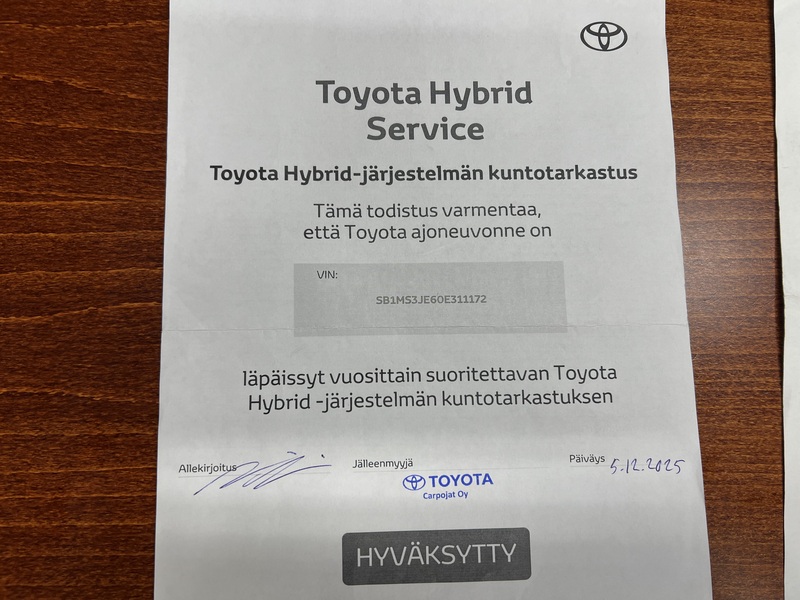 Toyota Hybrid
Service
Toyota Hybrid-järjestelmän kuntotarkastus
Tämä todistus varmentaa,
että Toyota ajoneuvonne on
VIN:
SB1MS3JE60E311172
läpäissyt vuosittain suoritettavan Toyota
Hybrid -järjestelmän kuntotarkastuksen
Allekirjoitus
Jälleenmyyjä
TOYOTA
Carpojat Oy
Päiväys 5.12.2025
HYVÄKSYTTY